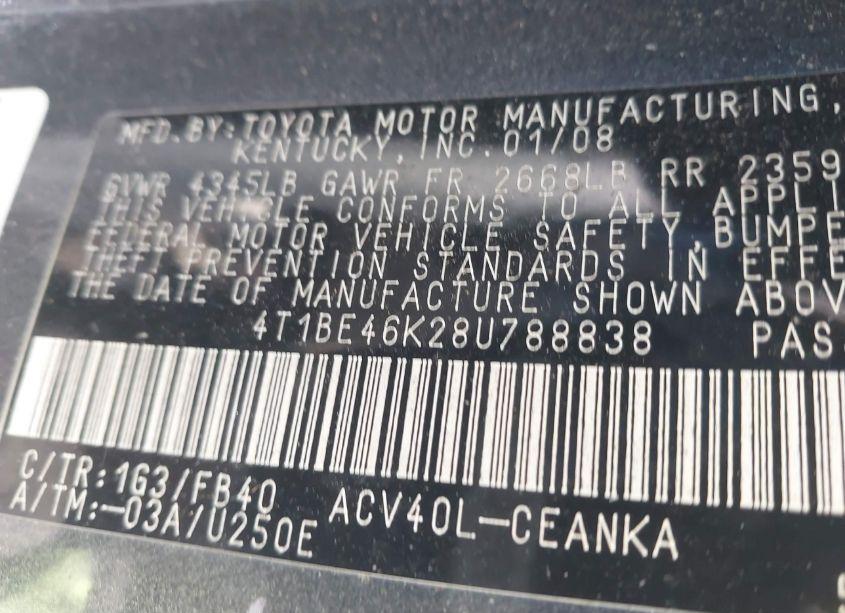 MFD.BY:TOYOTA MOTOR MANUFACTURING,
KENTUCKY, INC. 01/08
GVWR 4345LB GAWR FR 2668LB RR 2359
THIS VEHICLE CONFORMS TO ALL APPLI
FEDERAL MOTOR VEHICLE SAFETY,BUMPE
THEFT PREVENTION STANDARDS IN EFFE
THE DATE OF MANUFACTURE SHOWN ABOV
4T1BE46K28U788838 PAS
C/TR:1G3/FB40
A/TM:-03A/U250E ACV40L-CEANKA